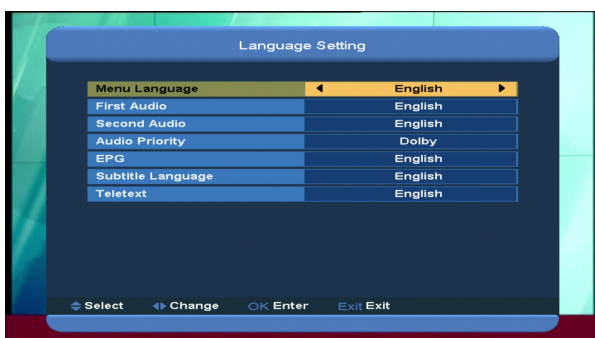 Language Setting
Menu Language English
First Audio English
Second Audio English
Audio Priority Dolby
EPG English
Subtitle Language English
Teletext English
Select Change OK Enter Exit Exit